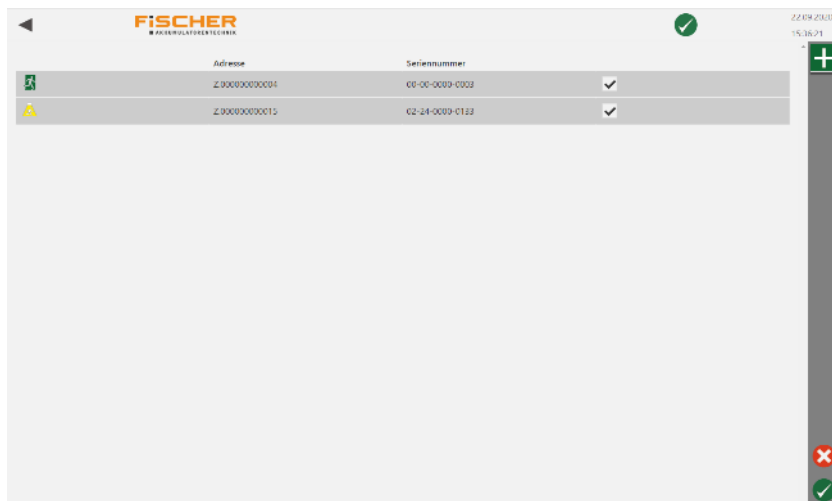 FiSCHER
AKKUMULATORENTECHNIK
22.09.2020
15:36:21
Adresse Seriennummer
Z.000000000004 00-00-0000-0003
Z.000000000015 02-24-0000-0133